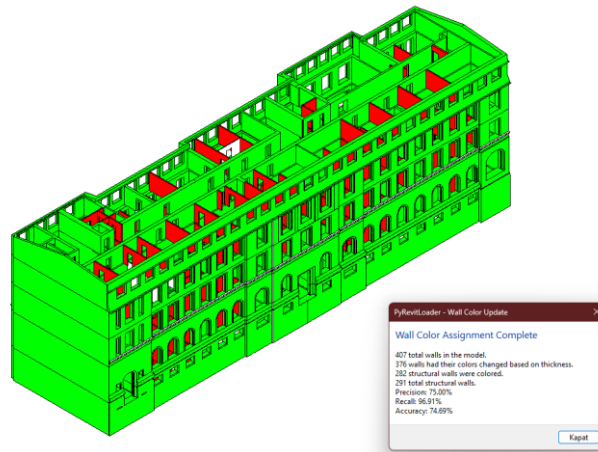 PyRevitLoader - Wall Color Update
Wall Color Assignment Complete
407 total walls in the model.
376 walls had their colors changed based on thickness.
282 structural walls were colored.
291 total structural walls.
Precision: 75.00%
Recall: 96.91%
Accuracy: 74.69%
Kapat